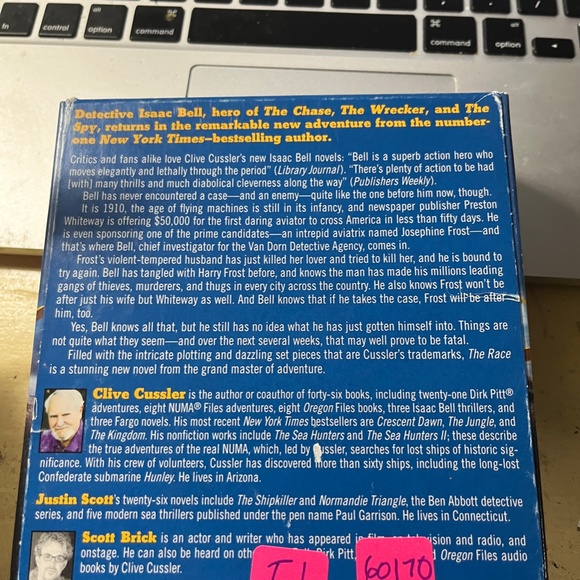 control
option
command
⌘
command
⌘
option
Detective Isaac Bell, hero of The Chase, The Wrecker, and The
Spy, returns in the remarkable new adventure from the number-
one New York Times–bestselling author.
Critics and fans alike love Clive Cussler's new Isaac Bell novels: "Bell is a superb action hero who
moves elegantly and lethally through the period" (Library Journal). "There's plenty of action to be had
[with] many thrills and much diabolical cleverness along the way" (Publishers Weekly).
Bell has never encountered a case—and an enemy—quite like the one before him now, though.
It is 1910, the age of flying machines is still in its infancy, and newspaper publisher Preston
Whiteway is offering $50,000 for the first daring aviator to cross America in less than fifty days. He
is even sponsoring one of the prime candidates—an intrepid aviatrix named Josephine Frost—and
that's where Bell, chief investigator for the Van Dorn Detective Agency, comes in.
Frost's violent-tempered husband has just killed her lover and tried to kill her, and he is bound to
try again. Bell has tangled with Harry Frost before, and knows the man has made his millions leading
gangs of thieves, murderers, and thugs in every city across the country. He also knows Frost won't be
after just his wife but Whiteway as well. And Bell knows that if he takes the case, Frost will be after
him, too.
Yes, Bell knows all that, but he still has no idea what he has just gotten himself into. Things are
not quite what they seem—and over the next several weeks, that may well prove to be fatal.
Filled with the intricate plotting and dazzling set pieces that are Cussler's trademarks, The Race
is a stunning new novel from the grand master of adventure.
Clive Cussler is the author or coauthor of forty-six books, including twenty-one Dirk Pitt®
adventures, eight NUMA® Files adventures, eight Oregon Files books, three Isaac Bell thrillers, and
three Fargo novels. His most recent New York Times bestsellers are Crescent Dawn, The Jungle, and
The Kingdom. His nonfiction works include The Sea Hunters and The Sea Hunters II; these describe
the true adventures of the real NUMA, which, led by Cussler, searches for lost ships of historic sig-
nificance. With his crew of volunteers, Cussler has discovered more than sixty ships, including the long-lost
Confederate submarine Hunley. He lives in Arizona.
Justin Scott's twenty-six novels include The Shipkiller and Normandie Triangle, the Ben Abbott detective
series, and five modern sea thrillers published under the pen name Paul Garrison. He lives in Connecticut.
Scott Brick is an actor and writer who has appeared in film, television and radio, and
onstage. He can also be heard on Dirk Pitt, Oregon Files audio
books by Clive Cussler.
60170